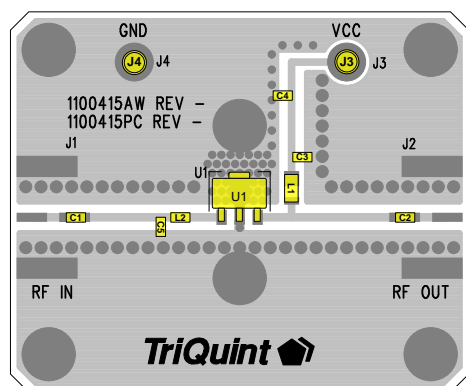 GND
VCC
J4
J4
J3
J3
C4
1100415AW REV -
1100415PC REV -
J1
J2
C3
U1
U1
L1
C1
C5
L2
C2
RF IN
RF OUT
TriQuint